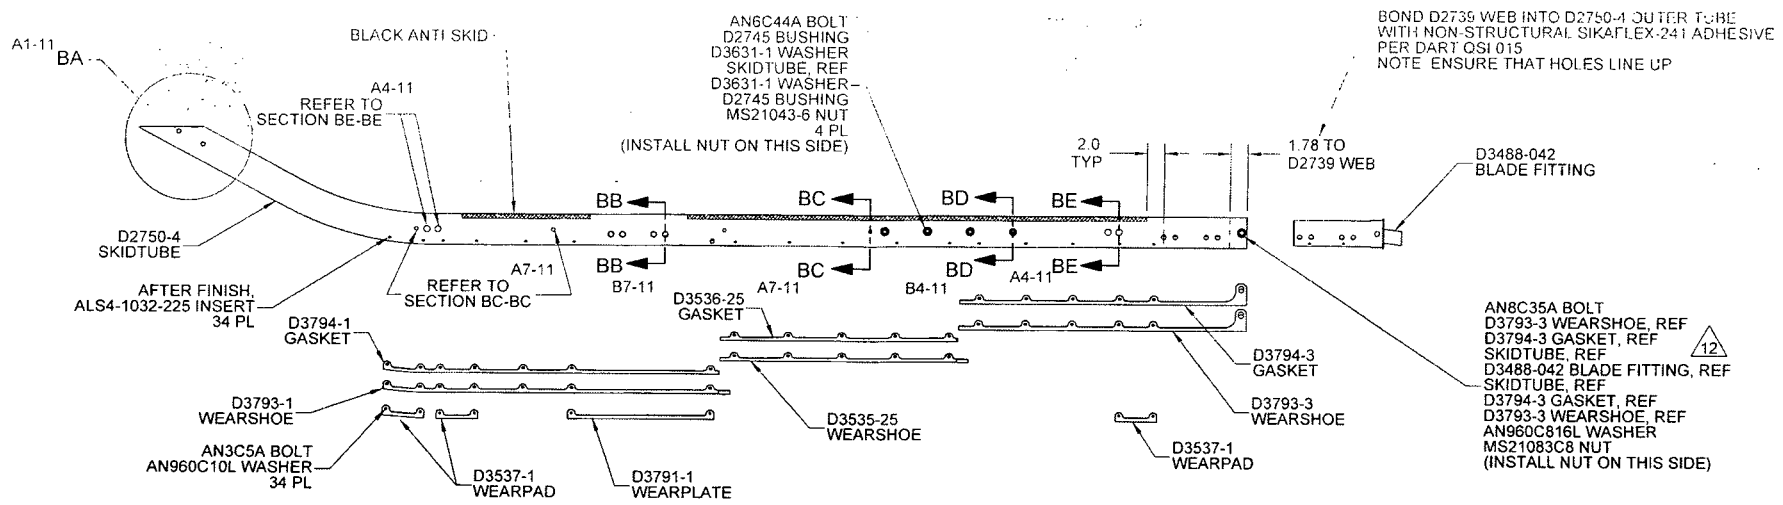 A1-11
BA
BLACK ANTI SKID
A4-11
REFER TO
SECTION BE-BE
AN6C44A BOLT
D2745 BUSHING
D3631-1 WASHER
SKIDTUBE, REF
D3631-1 WASHER
D2745 BUSHING
MS21043-6 NUT
4 PL
(INSTALL NUT ON THIS SIDE)
BOND D2739 WEB INTO D2750-4 OUTER TUBE
WITH NON-STRUCTURAL SIKAFLEX-241 ADHESIVE
PER DART QSI 015
NOTE ENSURE THAT HOLES LINE UP
2.0
TYP
1.78 TO
D2739 WEB
D3488-042
BLADE FITTING
BB
BC
BD
BE
D2750-4
SKIDTUBE
BB
BC
BD
BE
A7-11
B7-11
A7-11
B4-11
A4-11
REFER TO
SECTION BC-BC
AFTER FINISH,
ALS4-1032-225 INSERT
34 PL
D3794-1
GASKET
D3536-25
GASKET
D3794-3
GASKET
D3793-1
WEARSHOE
D3535-25
WEARSHOE
D3793-3
WEARSHOE
AN3C5A BOLT
AN960C10L WASHER
34 PL
D3537-1
WEARPAD
D3791-1
WEARPLATE
D3537-1
WEARPAD
AN8C35A BOLT
D3793-3 WEARSHOE, REF
D3794-3 GASKET, REF
SKIDTUBE, REF
12
D3488-042 BLADE FITTING, REF
SKIDTUBE, REF
D3794-3 GASKET, REF
D3793-3 WEARSHOE, REF
AN960C816L WASHER
MS21083C8 NUT
(INSTALL NUT ON THIS SIDE)